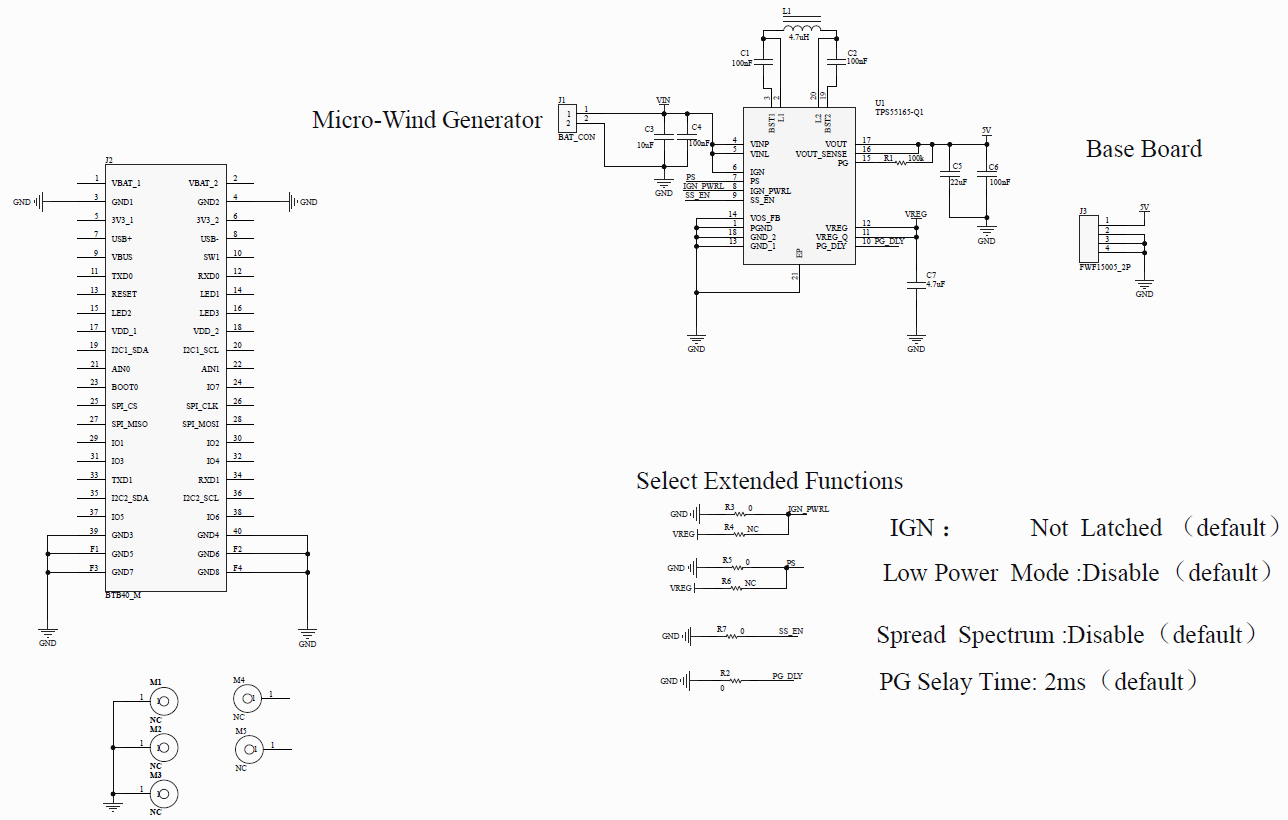 L1
4.7uH
C1
100nF
C2
100nF
Micro-Wind Generator
J1
1
2
1
2
BAT_CON
VIN
C3
10nF
C4
100nF
GND
U1
TPS55165-Q1
3
2
20
19
BST1
L1
L2
BST2
4 VINP VOUT 17
5 VINL VOUT_SENSE 16
PG 15
6 IGN
7 PS
8 IGN_PWRL
9 SS_EN
PS
IGN_PWRL
SS_EN
14 VOS_FB
1 PGND VREG 12
18 GND_2 VREG_Q 11
13 GND_1 PG_DLY 10 PG_DLY
EP
21
R1 100k
5V
C5
22uF
C6
100nF
GND
VREG
C7
4.7uF
GND
GND
Base Board
J3
1
2
3
4
5V
FWF15005_2P
GND
J2
1 VBAT_1 VBAT_2 2
GND 3 GND1 GND2 4 GND
5 3V3_1 3V3_2 6
7 USB+ USB- 8
9 VBUS SW1 10
11 TXD0 RXD0 12
13 RESET LED1 14
15 LED2 LED3 16
17 VDD_1 VDD_2 18
19 I2C1_SDA I2C1_SCL 20
21 AIN0 AIN1 22
23 BOOT0 IO7 24
25 SPI_CS SPI_CLK 26
27 SPI_MISO SPI_MOSI 28
29 IO1 IO2 30
31 IO3 IO4 32
33 TXD1 RXD1 34
35 I2C2_SDA I2C2_SCL 36
37 IO5 IO6 38
39 GND3 GND4 40
F1 GND5 GND6 F2
F3 GND7 GND8 F4
BTB40_M
GND
GND
Select Extended Functions
GND R3 0 IGN_PWRL
VREG R4 NC
IGN： Not Latched （default）
GND R5 0 PS
VREG R6 NC
Low Power Mode :Disable（default）
GND R7 0 SS_EN
Spread Spectrum :Disable（default）
GND R2 0 PG_DLY
PG Selay Time: 2ms（default）
M1
1 1
NC
M2
1 1
NC
M3
1 1
NC
M4
1 1
NC
M5
1 1
NC